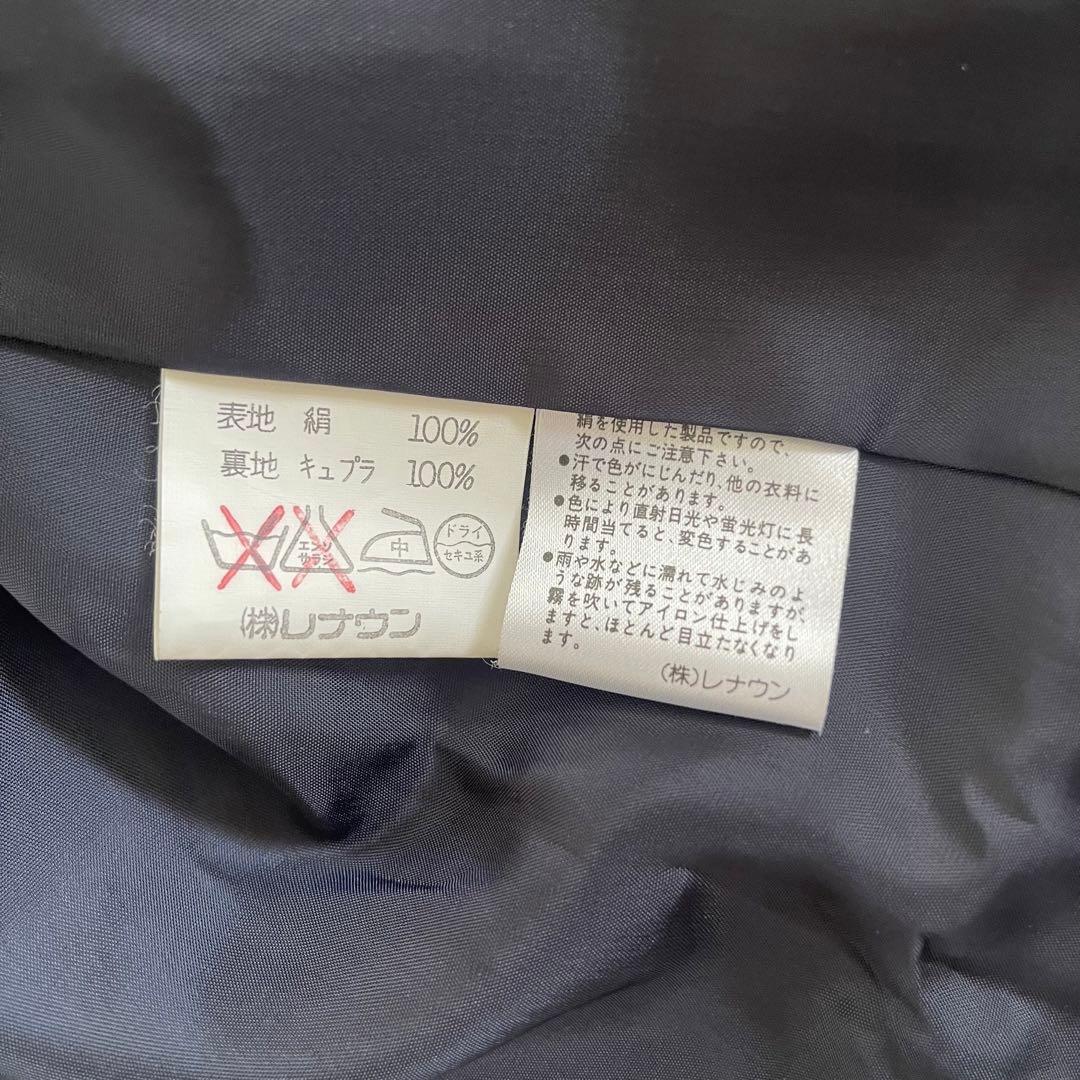 表地 絹 100%
裏地 キュプラ 100%
エンソ
サラシ
中
ドライ
セキユ系
(株)レナウン
絹を使用した製品ですので、
次の点にご注意下さい。
●汗で色がにじんだり、他の衣料に
移ることがあります。
●色により直射日光や蛍光灯に長
時間当てると、変色することがあ
ります。
●雨や水などに濡れて水じみのよ
うな跡が残ることがありますが、
霧を吹いてアイロン仕上げをし
ますと、ほとんど目立たなくなり
ます。
(株)レナウン